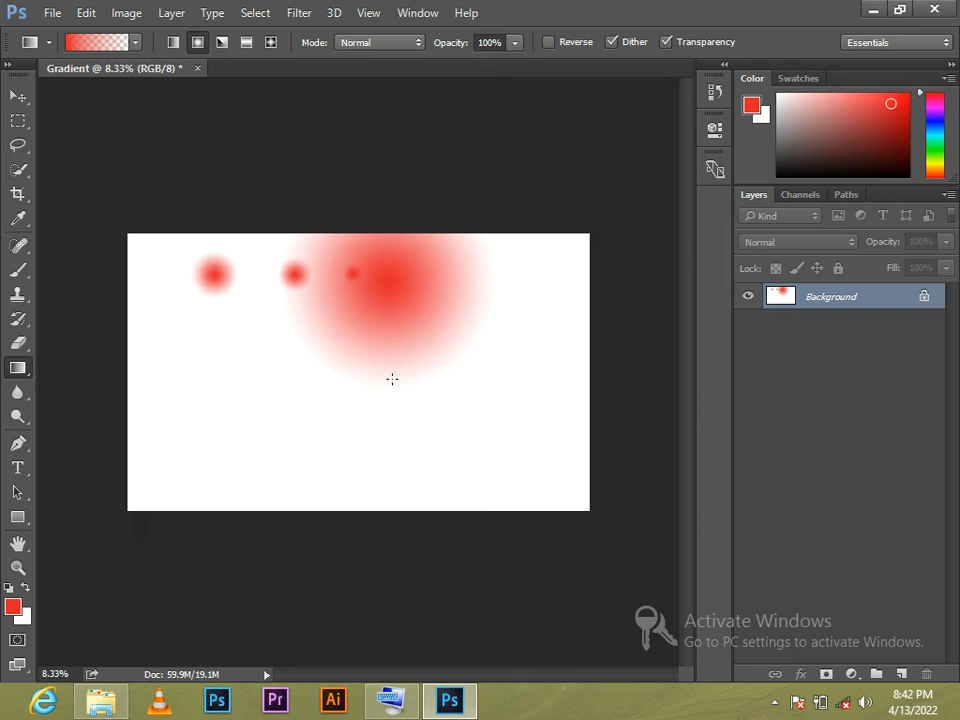 Ps File Edit Image Layer Type Select Filter 3D View Window Help
Mode: Normal Opacity: 100% Reverse Dither Transparency Essentials
Gradient @ 8.33% (RGB/8) * ×
Color Swatches
Layers Channels Paths
Kind T
Normal Opacity: 100%
Lock: Fill: 100%
Background
T
Activate Windows
Go to PC settings to activate Windows.
8.33% Doc: 59.9M/19.1M
fx
Ps Pr Ai Ps
8:42 PM
4/13/2022